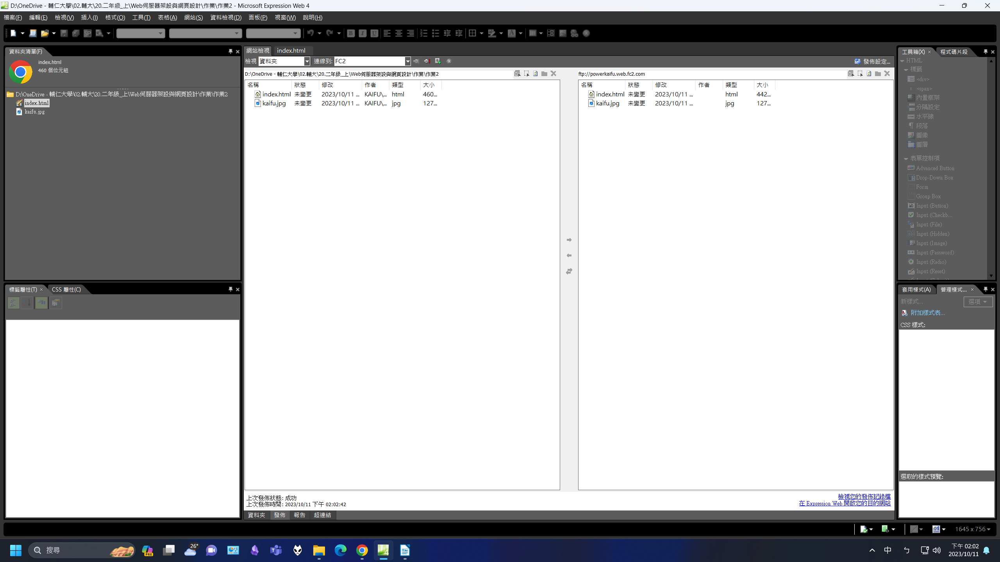 D:\OneDrive - 輔仁大學\02.輔大\20.二年級_上\Web伺服器架設與網頁設計\作業\作業2 - Microsoft Expression Web 4
檔案(F) 編輯(E) 檢視(V) 插入(I) 格式(O) 工具(T) 表格(A) 網站(S) 資料檢視(D) 面板(P) 視窗(W) 說明(H)
資料夾清單(F)
index.html
460 個位元組
D:\OneDrive - 輔仁大學\02.輔大\20.二年級_上\Web伺服器架設與網頁設計\作業\作業2
index.html
kaifu.jpg
標籤屬性(T) CSS 屬性(C)
網站檢視 index.html
檢視 資料夾 連線到: FC2 發佈設定...
D:\OneDrive - 輔仁大學\02.輔大\20.二年級_上\Web伺服器架設與網頁設計\作業\作業2
名稱 狀態 修改 作者 類型 大小
index.html 未變更 2023/10/11 ... KAIFU\... html 460...
kaifu.jpg 未變更 2023/10/11 ... KAIFU\... jpg 127...
ftp://powerkaifu.web.fc2.com
名稱 狀態 修改 作者 類型 大小
index.html 未變更 2023/10/11 ... html 442...
kaifu.jpg 未變更 2023/10/11 ... jpg 127...
上次發佈狀態: 成功
上次發佈時間: 2023/10/11 下午 02:02:42
檢視您的發佈記錄檔
在 Expression Web 開啟您的目的網站
資料夾 發佈 報告 超連結
工具箱(X) 程式碼片段
HTML
標籤
<div>
<span>
內置框架
分隔設定
水平線
段落
圖像
圖層
表單控制項
Advanced Button
Drop-Down Box
Form
Group Box
Input (Button)
Input (Checkb...
Input (File)
Input (Hidden)
Input (Image)
Input (Password)
Input (Radio)
Input (Reset)
套用樣式(A) 管理樣式...
新樣式... 選項
附加樣式表...
CSS 樣式:
選取的樣式預覽:
1645 x 756
搜尋 PRE 26° 4 中 ㄅ 下午 02:02
2023/10/11